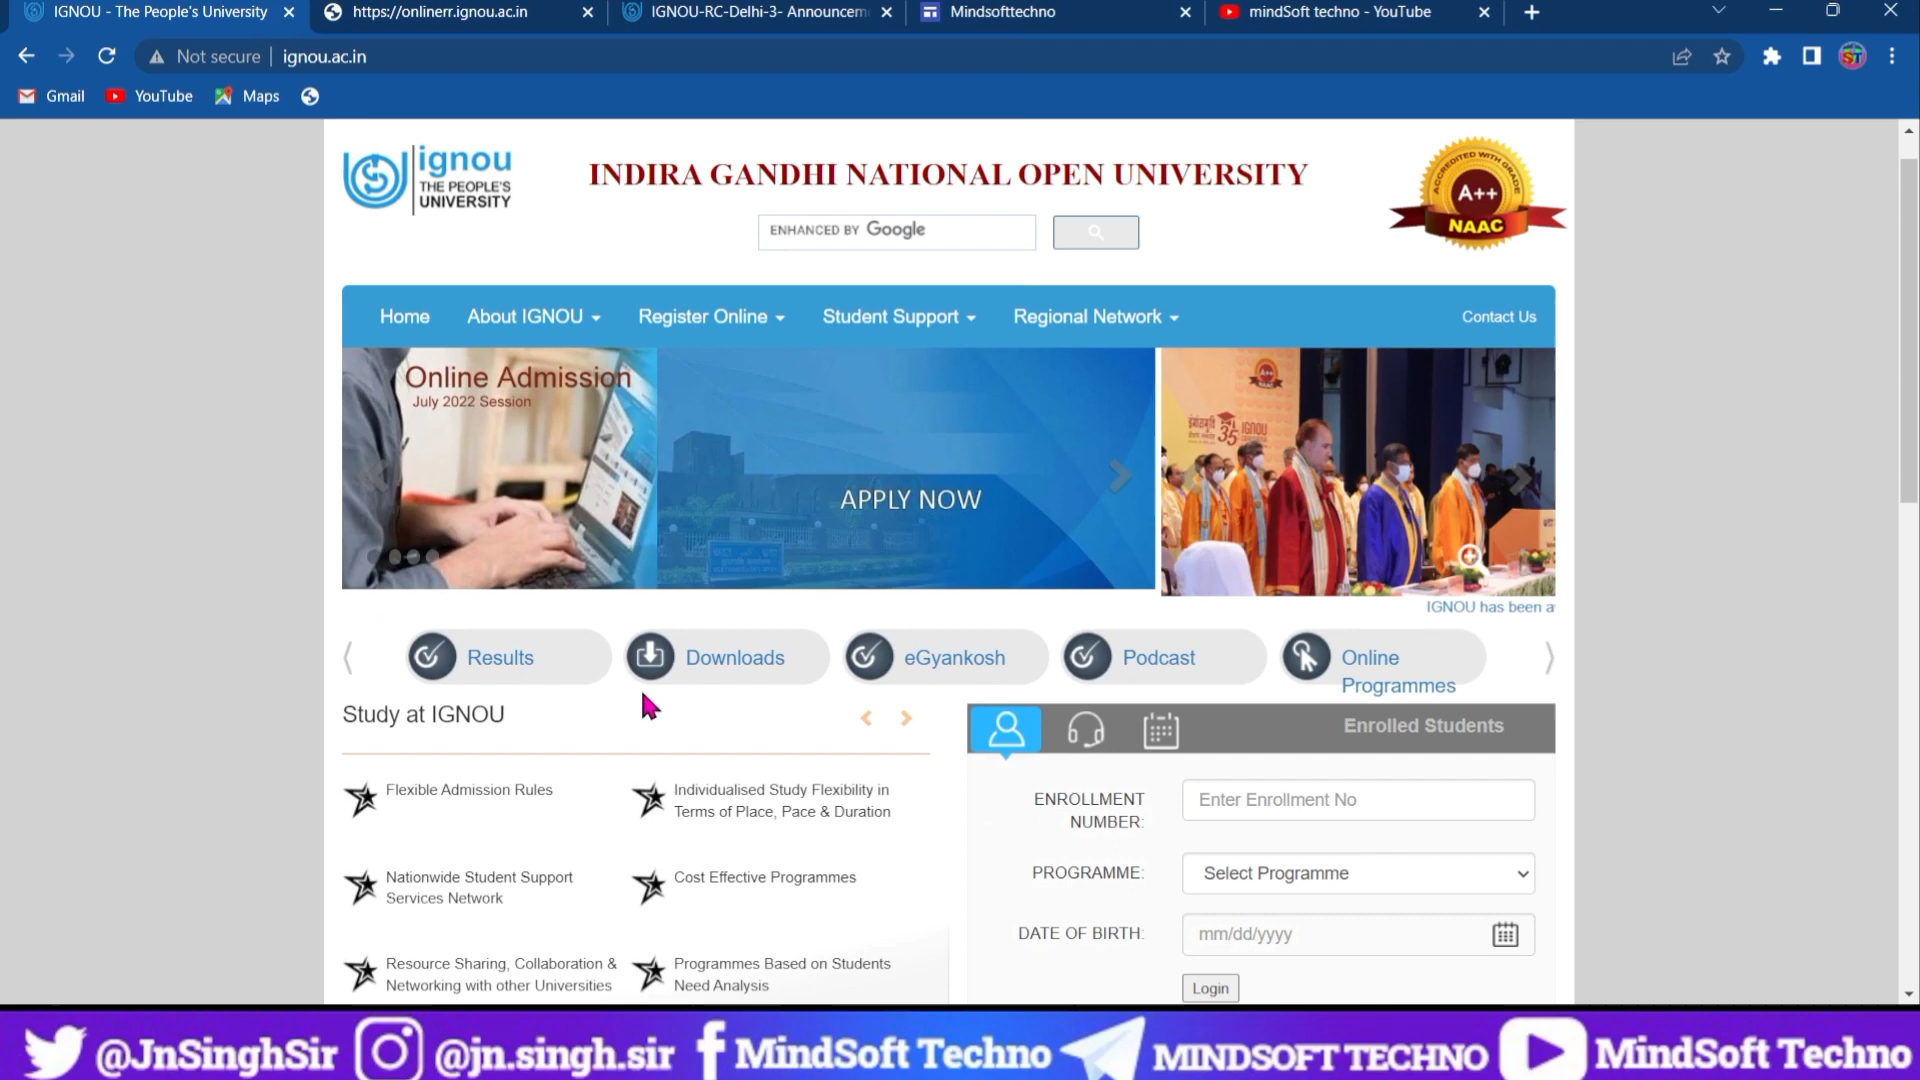 IGNOU - The People's University
https://onlinerr.ignou.ac.in
IGNOU-RC-Delhi-3- Announcem
Mindsofttechno
mindSoft techno - YouTube
Not secure
ignou.ac.in
ST
Gmail
YouTube
Maps
ignou
THE PEOPLE'S
UNIVERSITY
INDIRA GANDHI NATIONAL OPEN UNIVERSITY
ENHANCED BY Google
ACCREDITED WITH GRADE
A++
NAAC
Home
About IGNOU
Register Online
Student Support
Regional Network
Contact Us
Online Admission
July 2022 Session
APPLY NOW
35
IGNOU
IGNOU has been a
Results
Downloads
eGyankosh
Podcast
Online
Programmes
Study at IGNOU
Flexible Admission Rules
Individualised Study Flexibility in
Terms of Place, Pace & Duration
Nationwide Student Support
Services Network
Cost Effective Programmes
Resource Sharing, Collaboration &
Networking with other Universities
Programmes Based on Students
Need Analysis
Enrolled Students
ENROLLMENT
NUMBER:
Enter Enrollment No
PROGRAMME:
Select Programme
DATE OF BIRTH:
mm/dd/yyyy
Login
@JnSinghSir
@jn.singh.sir
MindSoft Techno
MINDSOFT TECHNO
MindSoft Techno